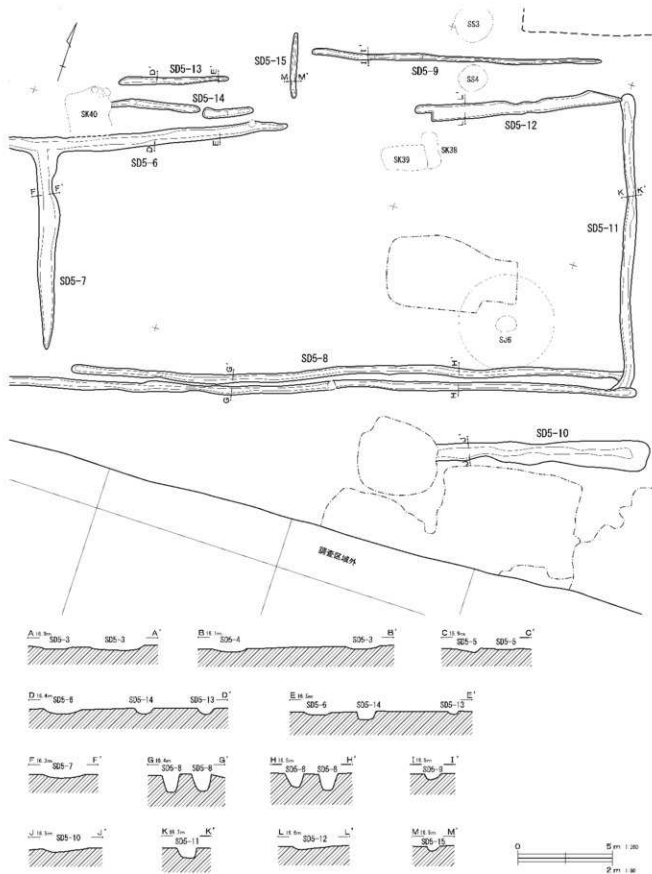 SS3
SD5-13
SD5-15
D' E'
M M'
I'
I
SD5-9
SS4
SK40
SD5-14
SD5-12
D E
SD5-6
SK39
SK38
F F'
K K'
SD5-11
SD5-7
SJ6
SD5-8
G' H'
G H
SD5-10
調査区域外
A A'
SD5-3 SD5-3
B B'
SD5-4 SD5-3
C C'
SD5-5 SD5-5
D D'
SD5-6 SD5-14 SD5-13
E E'
SD5-6 SD5-14 SD5-13
F F'
SD5-7
G G'
SD5-8 SD5-8
H H'
SD5-8 SD5-8
I I'
SD5-9
J J'
SD5-10
K K'
SD5-11
L L'
SD5-12
M M'
SD5-15
0 5 m
2 m